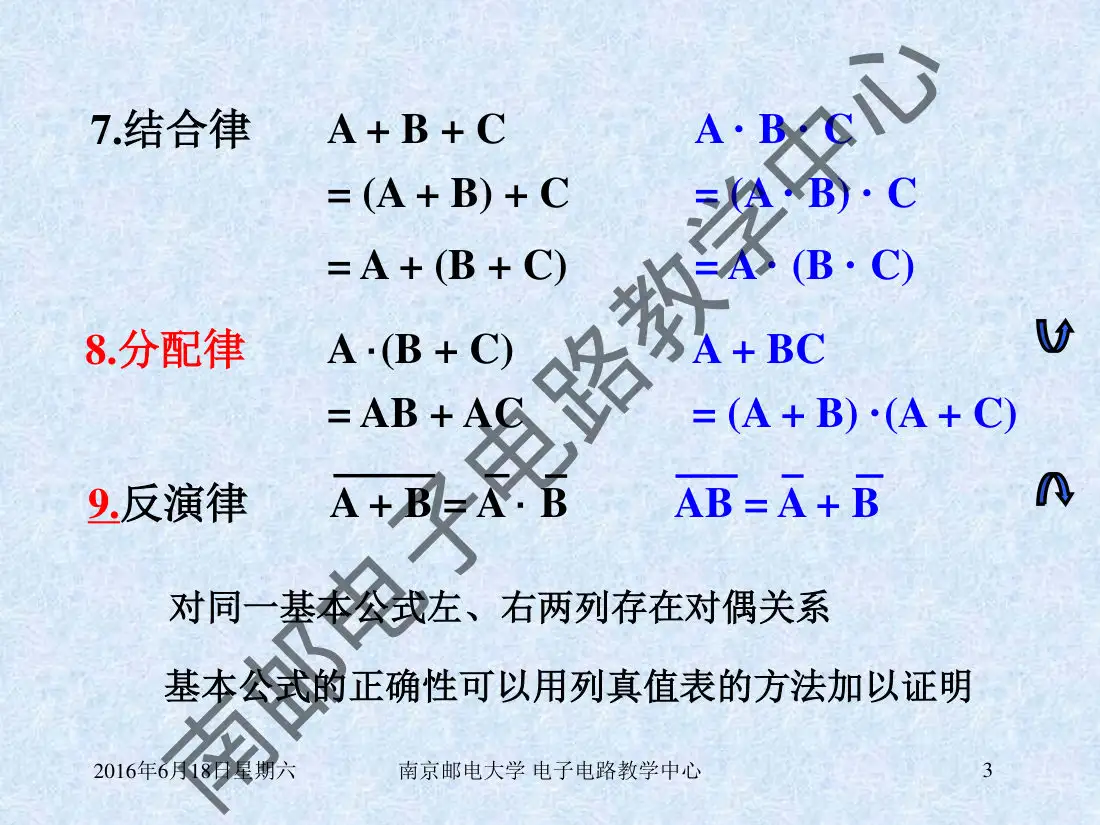 7.结合律 A + B + C A · B · C
= (A + B) + C = (A · B) · C
= A + (B + C) = A · (B · C)
8.分配律 A ·(B + C) A + BC
= AB + AC = (A + B) ·(A + C)
9.反演律 A̅ ̅+̅ ̅B̅ = A̅ · B̅ A̅B̅ = A̅ + B̅
对同一基本公式左、右两列存在对偶关系
基本公式的正确性可以用列真值表的方法加以证明
2016年6月18日星期六 南京邮电大学 电子电路教学中心 3
南邮电子电路教学中心